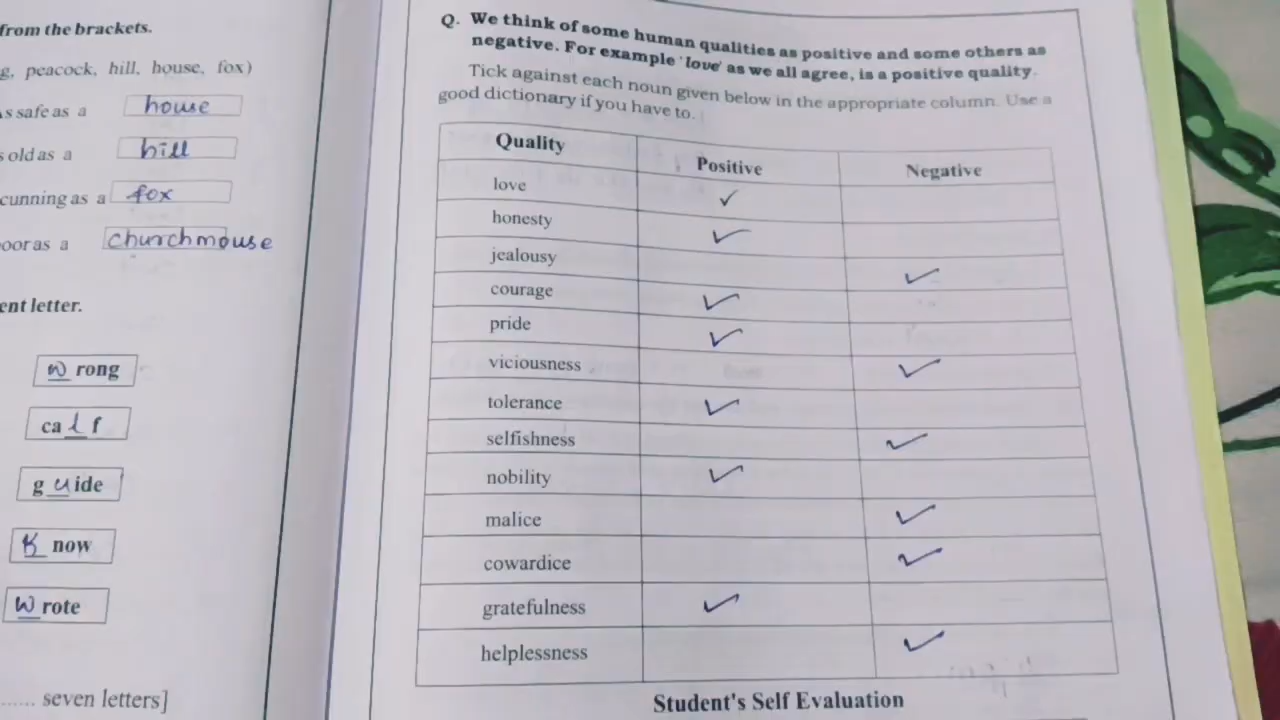 from the brackets.
g, peacock, hill, house, fox)
s safe as a house
s old as a hill
cunning as a fox
oor as a churchmouse
ent letter.
w rong
ca l f
g u ide
K now
W rote
...... seven letters]
Q. We think of some human qualities as positive and some others as
negative. For example 'love' as we all agree, is a positive quality.
Tick against each noun given below in the appropriate column. Use a
good dictionary if you have to.
Quality Positive Negative
love ✓
honesty ✓
jealousy ✓
courage ✓
pride ✓
viciousness ✓
tolerance ✓
selfishness ✓
nobility ✓
malice ✓
cowardice ✓
gratefulness ✓
helplessness ✓
Student's Self Evaluation